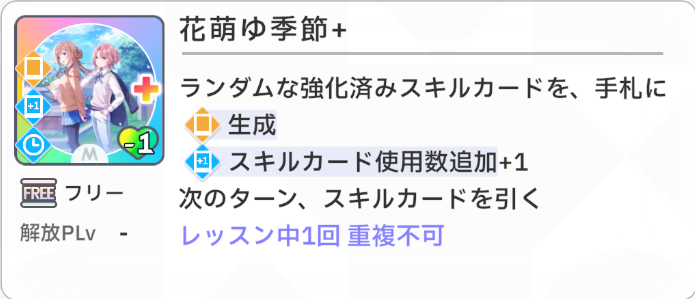 花萌ゆ季節+
ランダムな強化済みスキルカードを、手札に
生成
+1 スキルカード使用数追加+1
次のターン、スキルカードを引く
レッスン中1回 重複不可
+1
-1
M
FREE フリー
解放PLv -